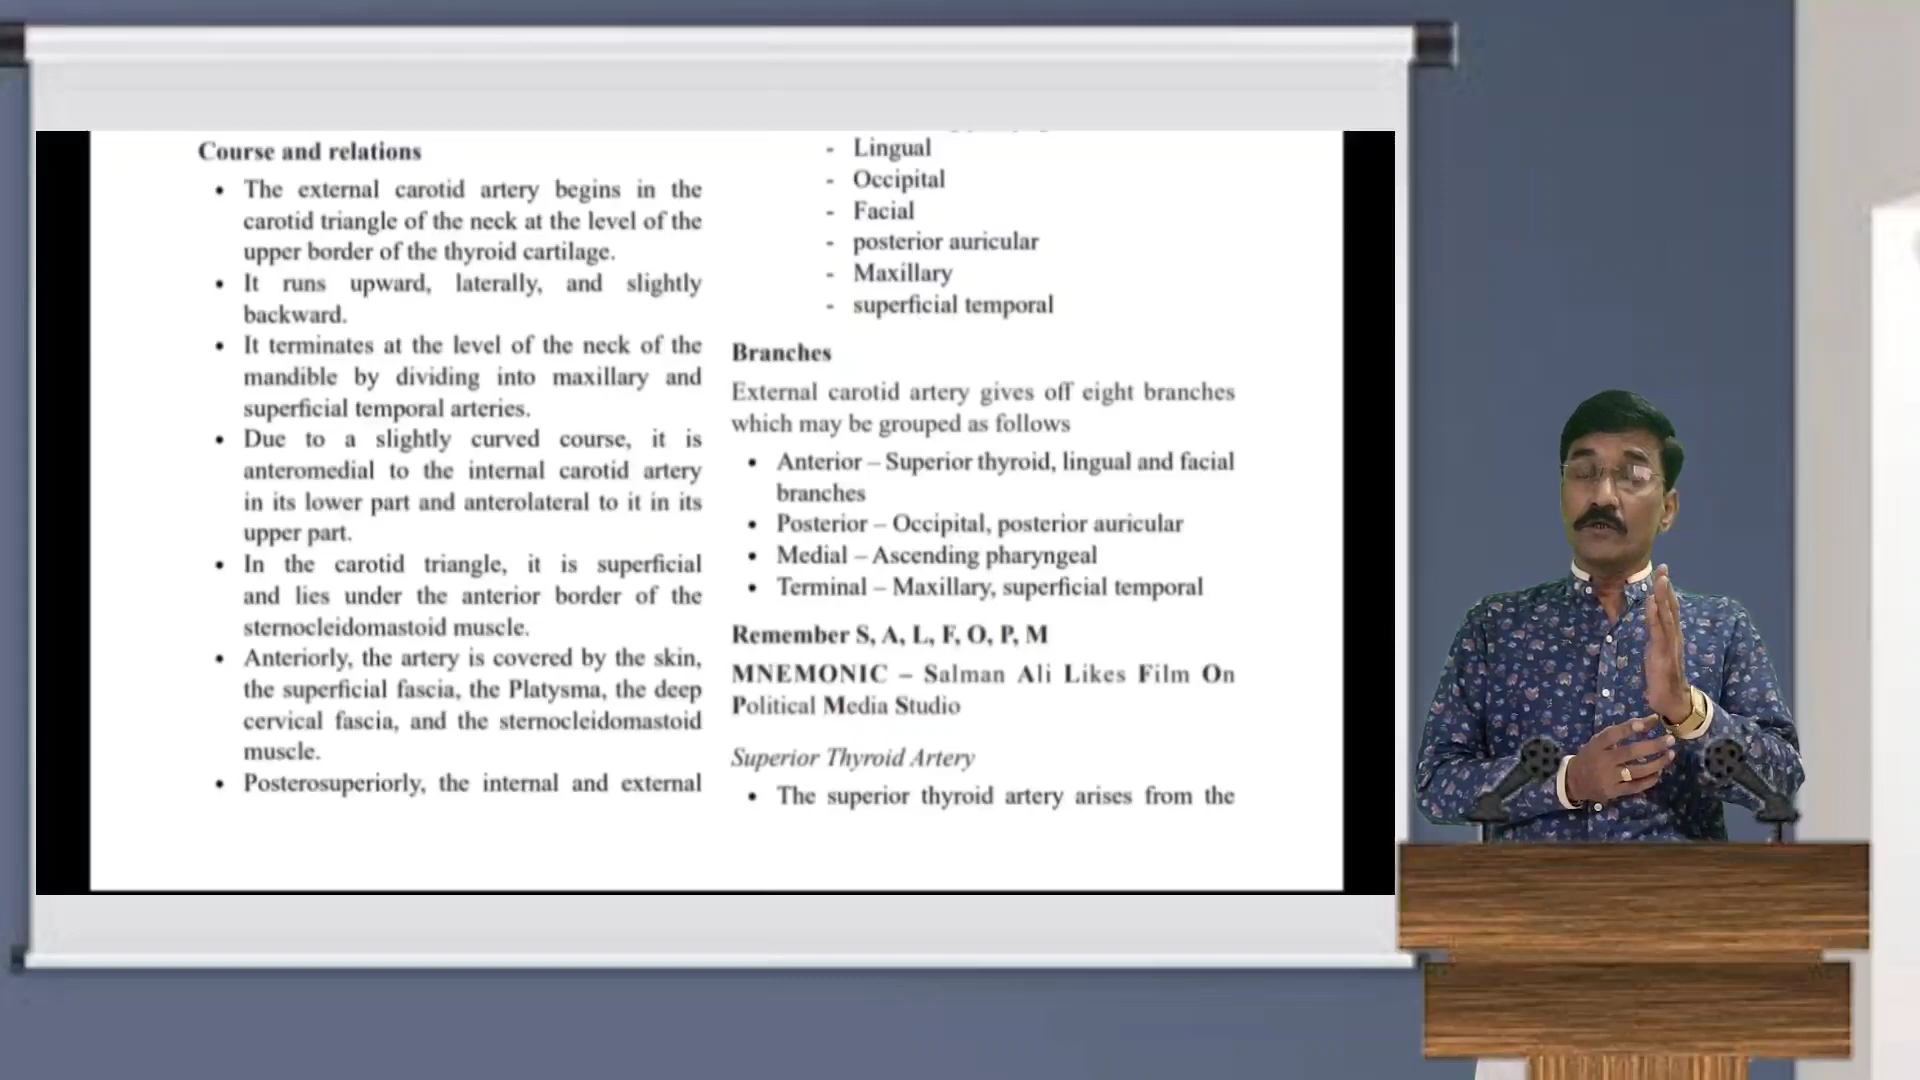 Course and relations
• The external carotid artery begins in the
carotid triangle of the neck at the level of the
upper border of the thyroid cartilage.
• It runs upward, laterally, and slightly
backward.
• It terminates at the level of the neck of the
mandible by dividing into maxillary and
superficial temporal arteries.
• Due to a slightly curved course, it is
anteromedial to the internal carotid artery
in its lower part and anterolateral to it in its
upper part.
• In the carotid triangle, it is superficial
and lies under the anterior border of the
sternocleidomastoid muscle.
• Anteriorly, the artery is covered by the skin,
the superficial fascia, the Platysma, the deep
cervical fascia, and the sternocleidomastoid
muscle.
• Posterosuperiorly, the internal and external
- Lingual
- Occipital
- Facial
- posterior auricular
- Maxillary
- superficial temporal
Branches
External carotid artery gives off eight branches
which may be grouped as follows
• Anterior – Superior thyroid, lingual and facial
branches
• Posterior – Occipital, posterior auricular
• Medial – Ascending pharyngeal
• Terminal – Maxillary, superficial temporal
Remember S, A, L, F, O, P, M
MNEMONIC – Salman Ali Likes Film On
Political Media Studio
Superior Thyroid Artery
• The superior thyroid artery arises from the